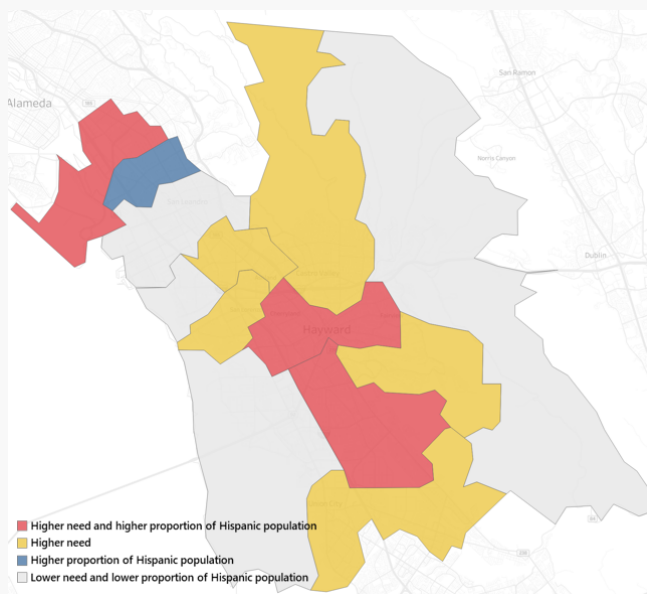 San Ramon
Alameda
Norris Canyon
Dublin
Hayward
Higher need and higher proportion of Hispanic population
Higher need
Higher proportion of Hispanic population
Lower need and lower proportion of Hispanic population